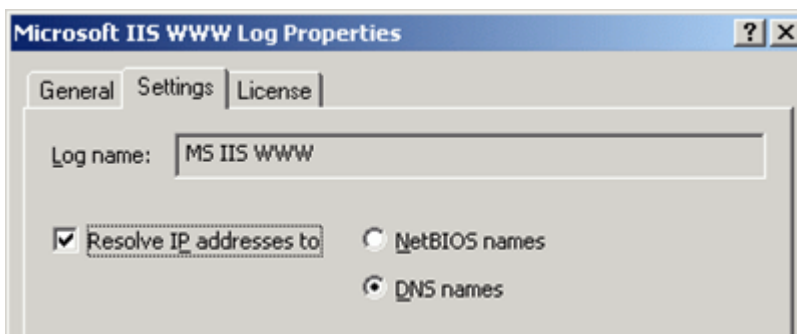 Microsoft IIS WWW Log Properties
General Settings License
Log name: MS IIS WWW
Resolve IP addresses to NetBIOS names
DNS names